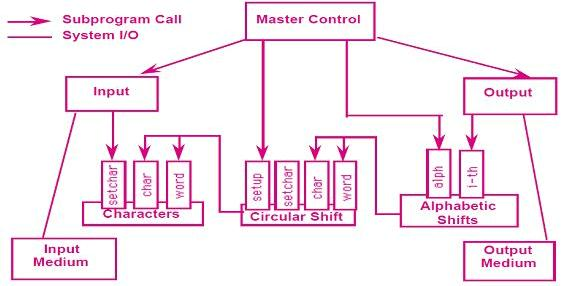 Subprogram Call
System I/O
Master Control
Input
Output
setchar
char
word
setup
setchar
char
word
alph
i-th
Characters
Circular Shift
Alphabetic
Shifts
Input
Medium
Output
Medium